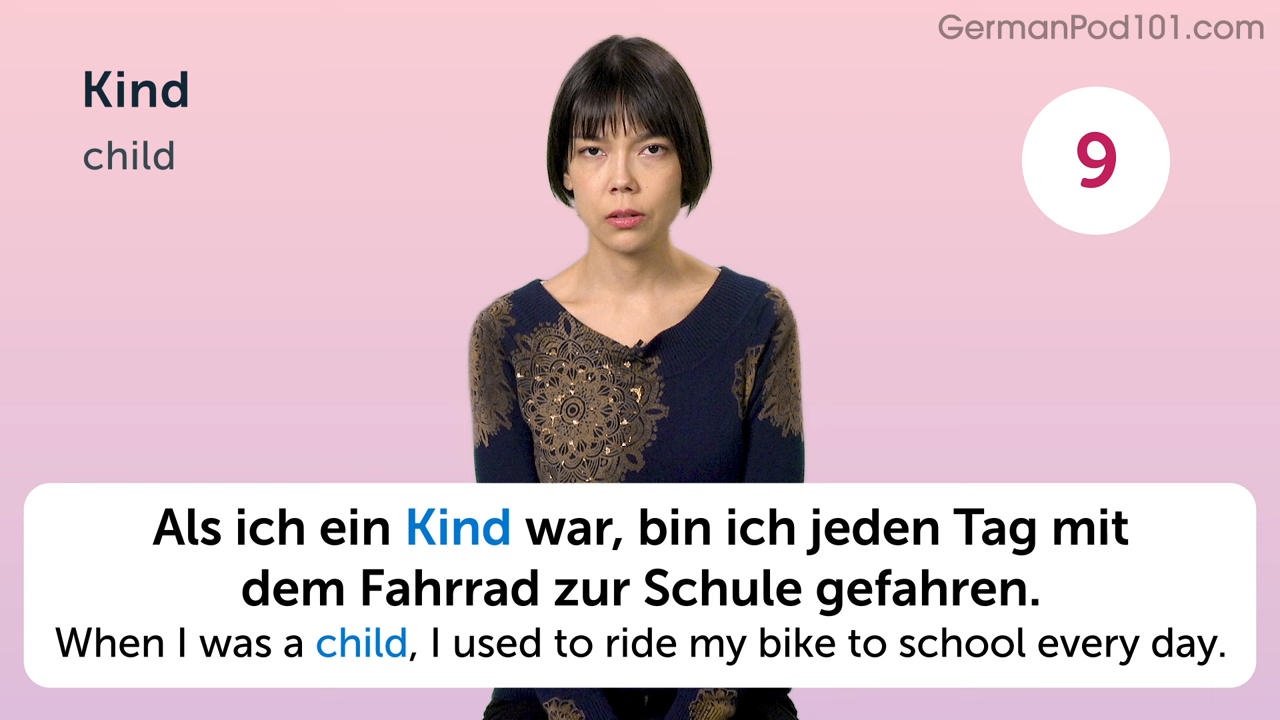 GermanPod101.com
Kind
child
9
Als ich ein Kind war, bin ich jeden Tag mit
dem Fahrrad zur Schule gefahren.
When I was a child, I used to ride my bike to school every day.